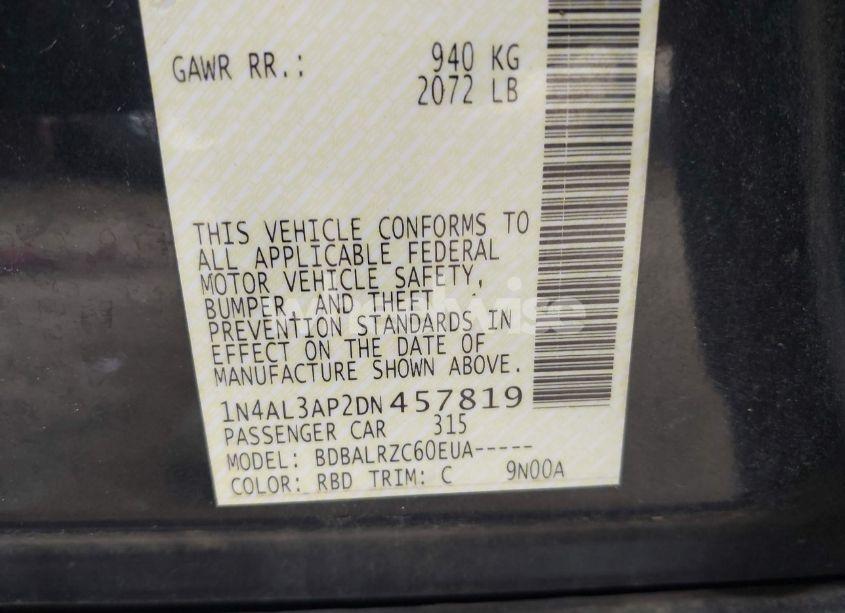 GAWR RR.: 940 KG
2072 LB
THIS VEHICLE CONFORMS TO
ALL APPLICABLE FEDERAL
MOTOR VEHICLE SAFETY,
BUMPER, AND THEFT
PREVENTION STANDARDS IN
EFFECT ON THE DATE OF
MANUFACTURE SHOWN ABOVE.
1N4AL3AP2DN457819
PASSENGER CAR 315
MODEL: BDBALRZC60EUA-----
COLOR: RBD TRIM: C 9N00A